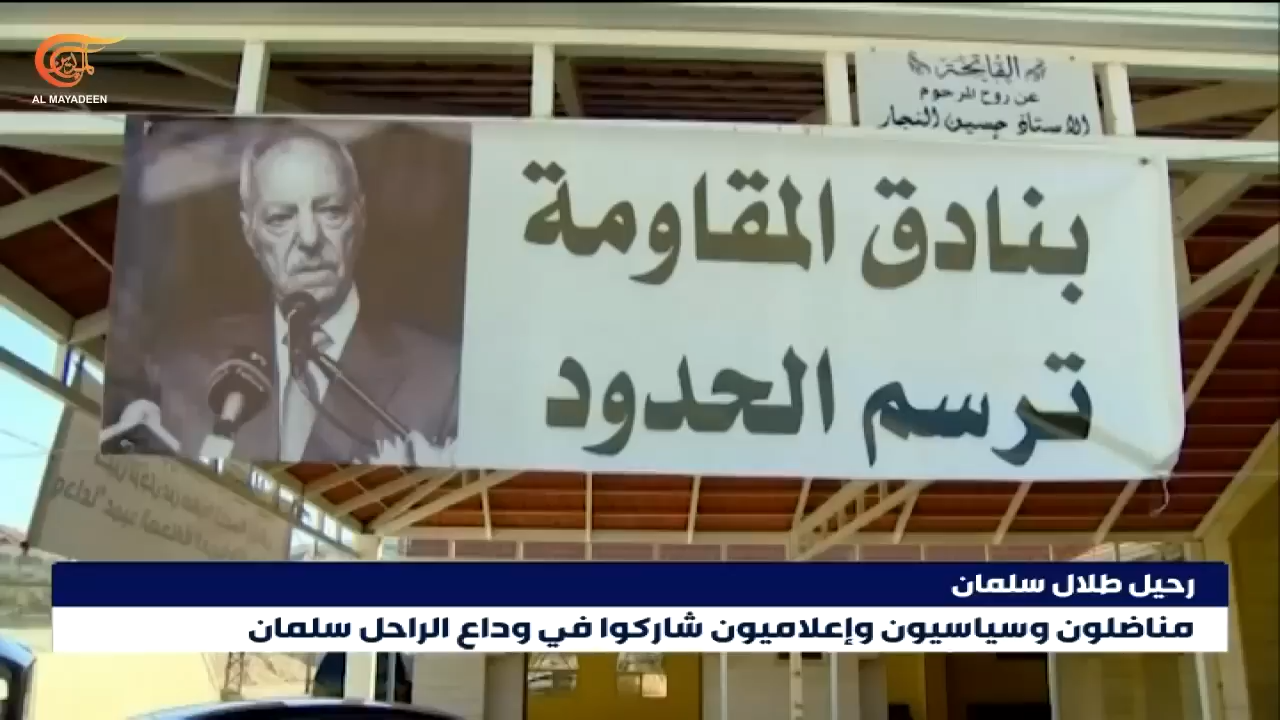 AL MAYADEEN
الفاتحة
عن روح المرحوم
الاستاذ حسين النجار
بنادق المقاومة
ترسم الحدود
رحيل طلال سلمان
مناضلون وسياسيون وإعلاميون شاركوا في وداع الراحل سلمان